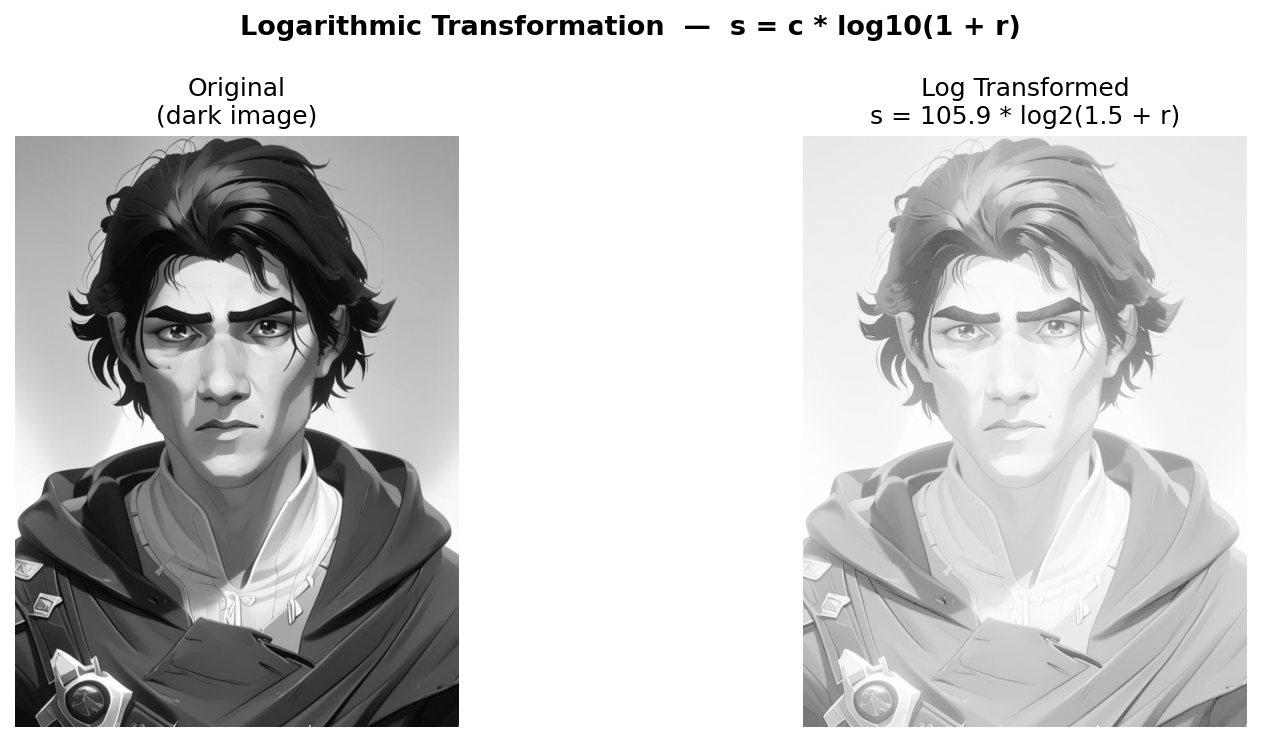 Logarithmic Transformation — s = c * log10(1 + r)
Original
(dark image)
Log Transformed
s = 105.9 * log2(1.5 + r)